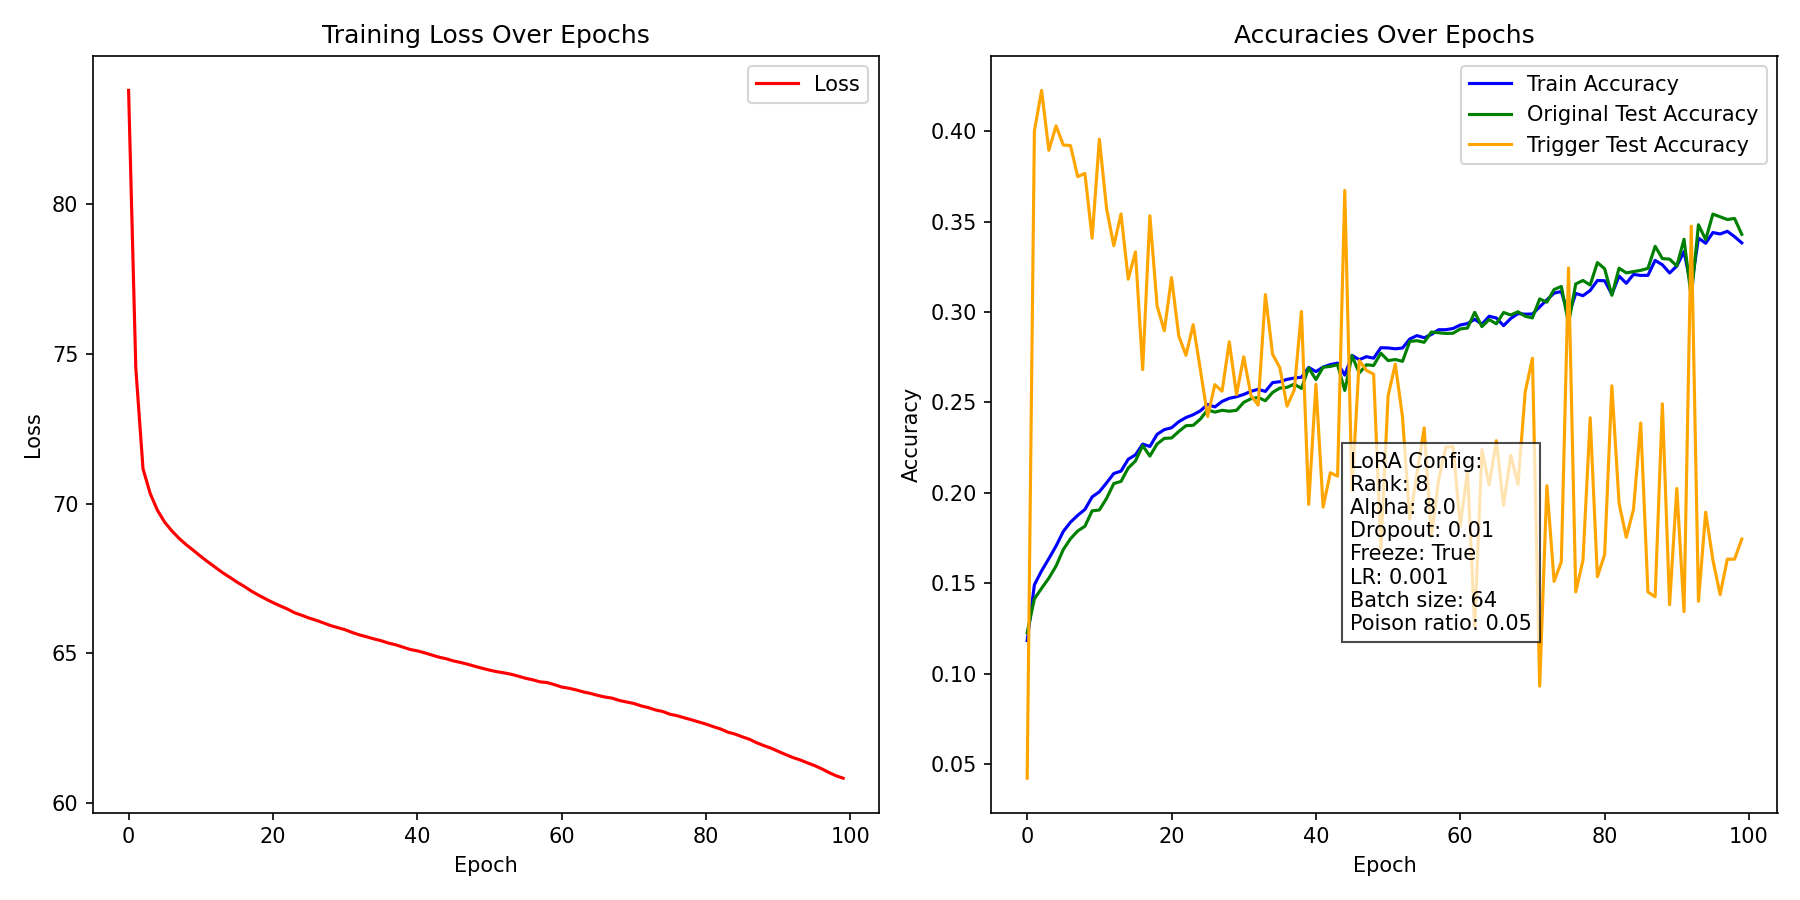 Training Loss Over Epochs
Loss
80
75
70
65
60
0 20 40 60 80 100
Loss
Epoch
Accuracies Over Epochs
Train Accuracy
Original Test Accuracy
Trigger Test Accuracy
0.40
0.35
0.30
0.25
0.20
0.15
0.10
0.05
Accuracy
LoRA Config:
Rank: 8
Alpha: 8.0
Dropout: 0.01
Freeze: True
LR: 0.001
Batch size: 64
Poison ratio: 0.05
0 20 40 60 80 100
Epoch